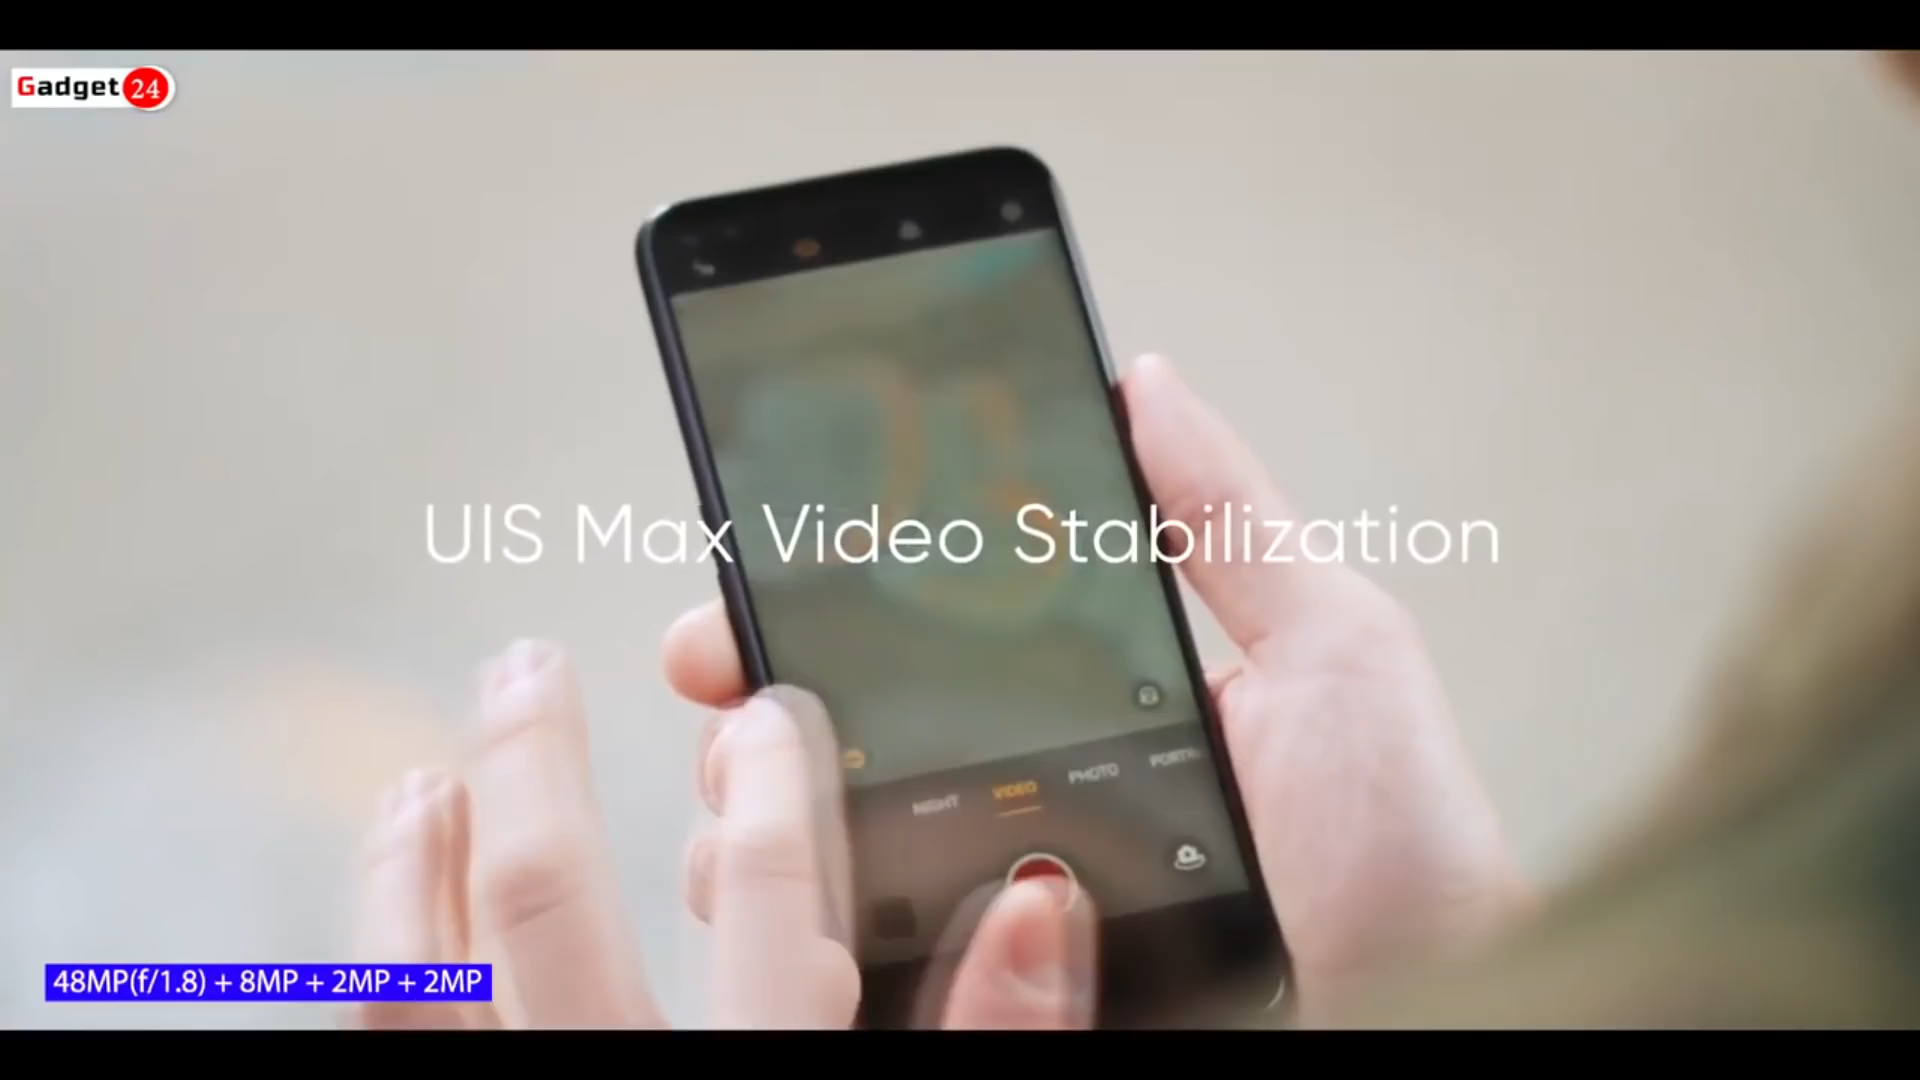 Gadget 24
UIS Max Video Stabilization
NIGHT VIDEO PHOTO
48MP(f/1.8) + 8MP + 2MP + 2MP